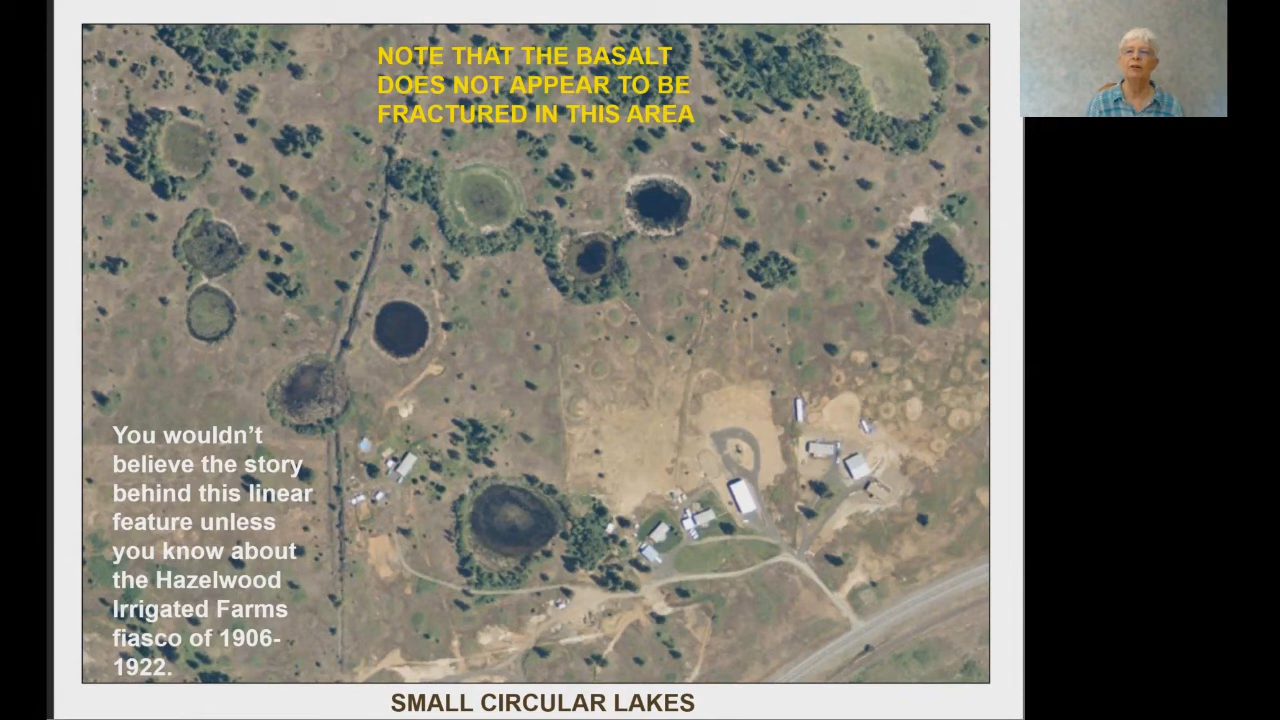 NOTE THAT THE BASALT
DOES NOT APPEAR TO BE
FRACTURED IN THIS AREA
You wouldn't
believe the story
behind this linear
feature unless
you know about
the Hazelwood
Irrigated Farms
fiasco of 1906-
1922.
SMALL CIRCULAR LAKES